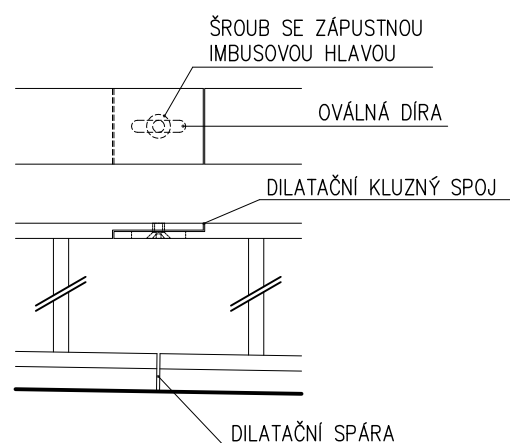 ŠROUB SE ZÁPUSTNOU
IMBUSOVOU HLAVOU
OVÁLNÁ DÍRA
DILATAČNÍ KLUZNÝ SPOJ
DILATAČNÍ SPÁRA